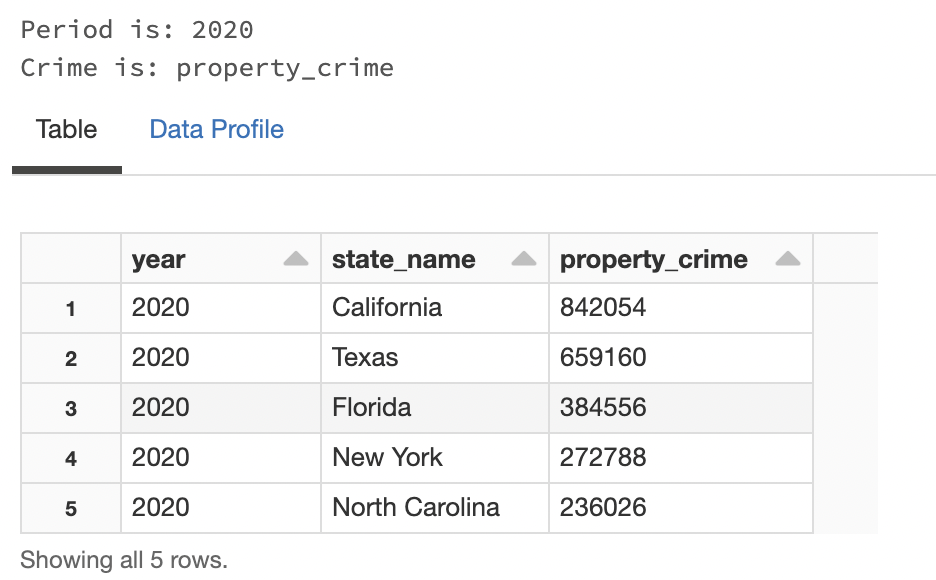 Period is: 2020
Crime is: property_crime
Table Data Profile
year state_name property_crime
1 2020 California 842054
2 2020 Texas 659160
3 2020 Florida 384556
4 2020 New York 272788
5 2020 North Carolina 236026
Showing all 5 rows.